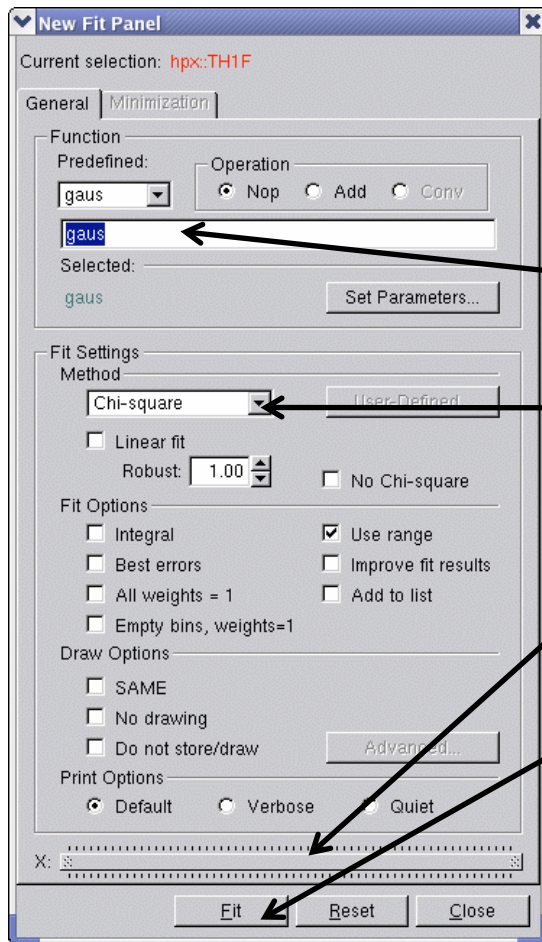 New Fit Panel
Current selection: hpx::TH1F
General Minimization
Function
Predefined:
Operation
gaus
Nop Add Conv
gaus
Selected:
gaus
Set Parameters...
Fit Settings
Method
Chi-square
User-Defined...
Linear fit
Robust: 1.00
No Chi-square
Fit Options
Integral
Use range
Best errors
Improve fit results
All weights = 1
Add to list
Empty bins, weights=1
Draw Options
SAME
No drawing
Do not store/draw
Advanced...
Print Options
Default Verbose Quiet
X:
Fit Reset Close